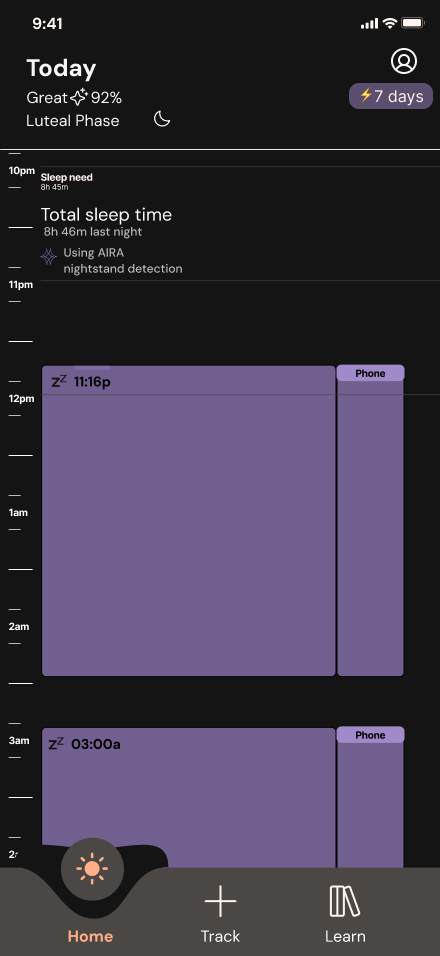 9:41
Today
Great 92%
⚡7 days
Luteal Phase
10pm
Sleep need
8h 45m
Total sleep time
8h 46m last night
Using AIRA
nightstand detection
11pm
zZ 11:16p
Phone
12pm
1am
2am
zZ 03:00a
Phone
3am
Home
Track
Learn